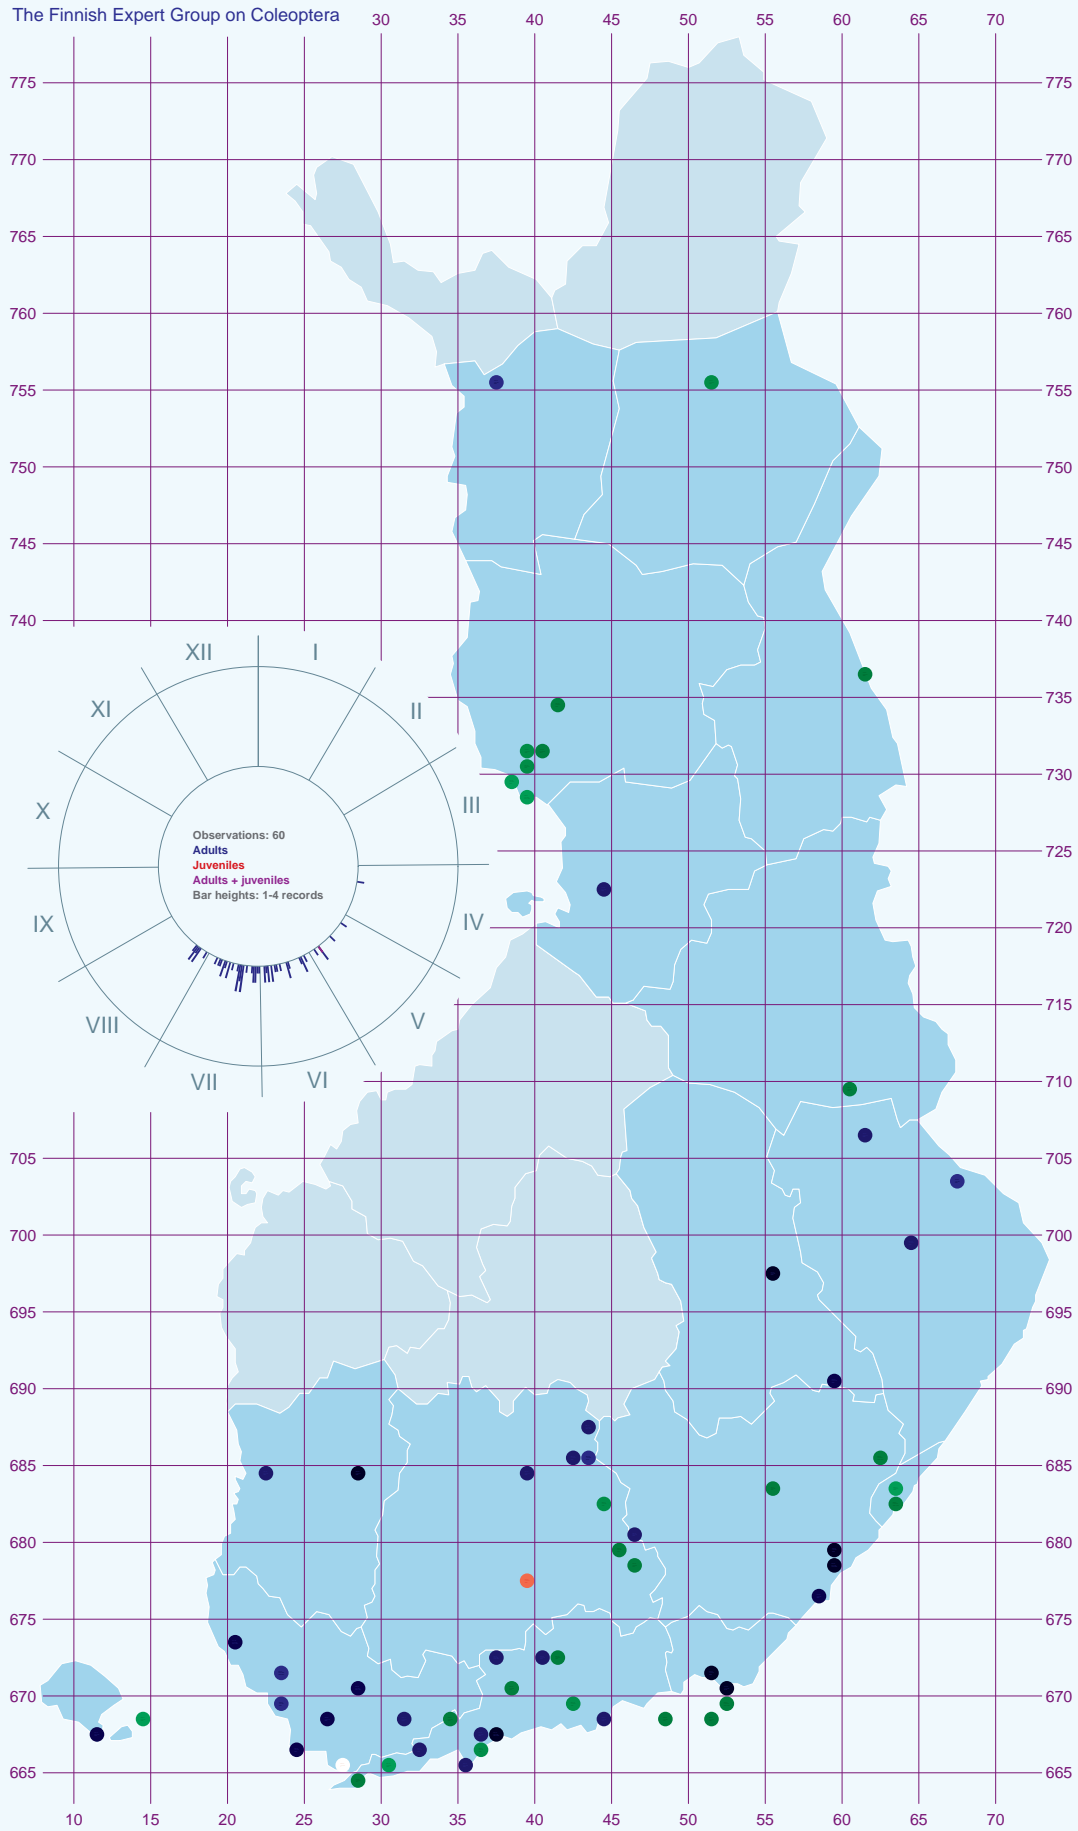 The Finnish Expert Group on Coleoptera
30 35 40 45 50 55 60 65 70
775 775
770 770
765 765
760 760
755 755
750 750
745 745
740 740
XII I
XI II
735
X III
730
Observations: 60
Adults
Juveniles
Adults + juveniles
Bar heights: 1-4 records
725
IX IV
720
715
VIII V
VII VI
710
705 705
700 700
695 695
690 690
685 685
680 680
675 675
670 670
665 665
10 15 20 25 30 35 40 45 50 55 60 65 70